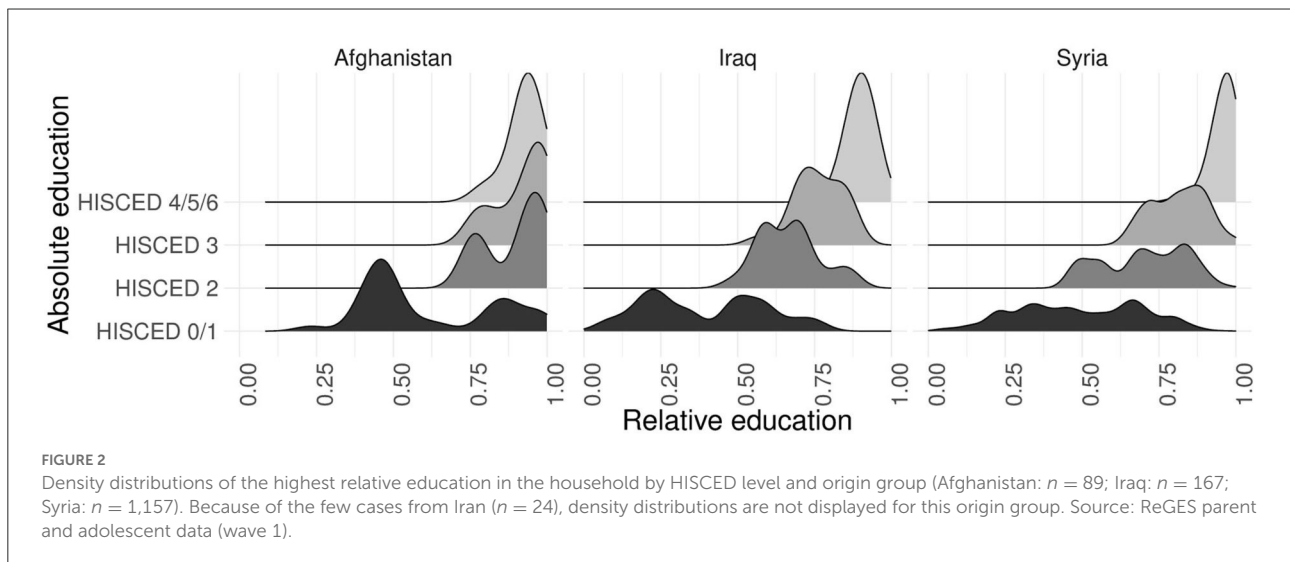 Afghanistan
Iraq
Syria
Absolute education
HISCED 4/5/6
HISCED 3
HISCED 2
HISCED 0/1
0.00 0.25 0.50 0.75 1.00
0.00 0.25 0.50 0.75 1.00
0.00 0.25 0.50 0.75 1.00
Relative education
FIGURE 2
Density distributions of the highest relative education in the household by HISCED level and origin group (Afghanistan: n = 89; Iraq: n = 167;
Syria: n = 1,157). Because of the few cases from Iran (n = 24), density distributions are not displayed for this origin group. Source: ReGES parent
and adolescent data (wave 1).